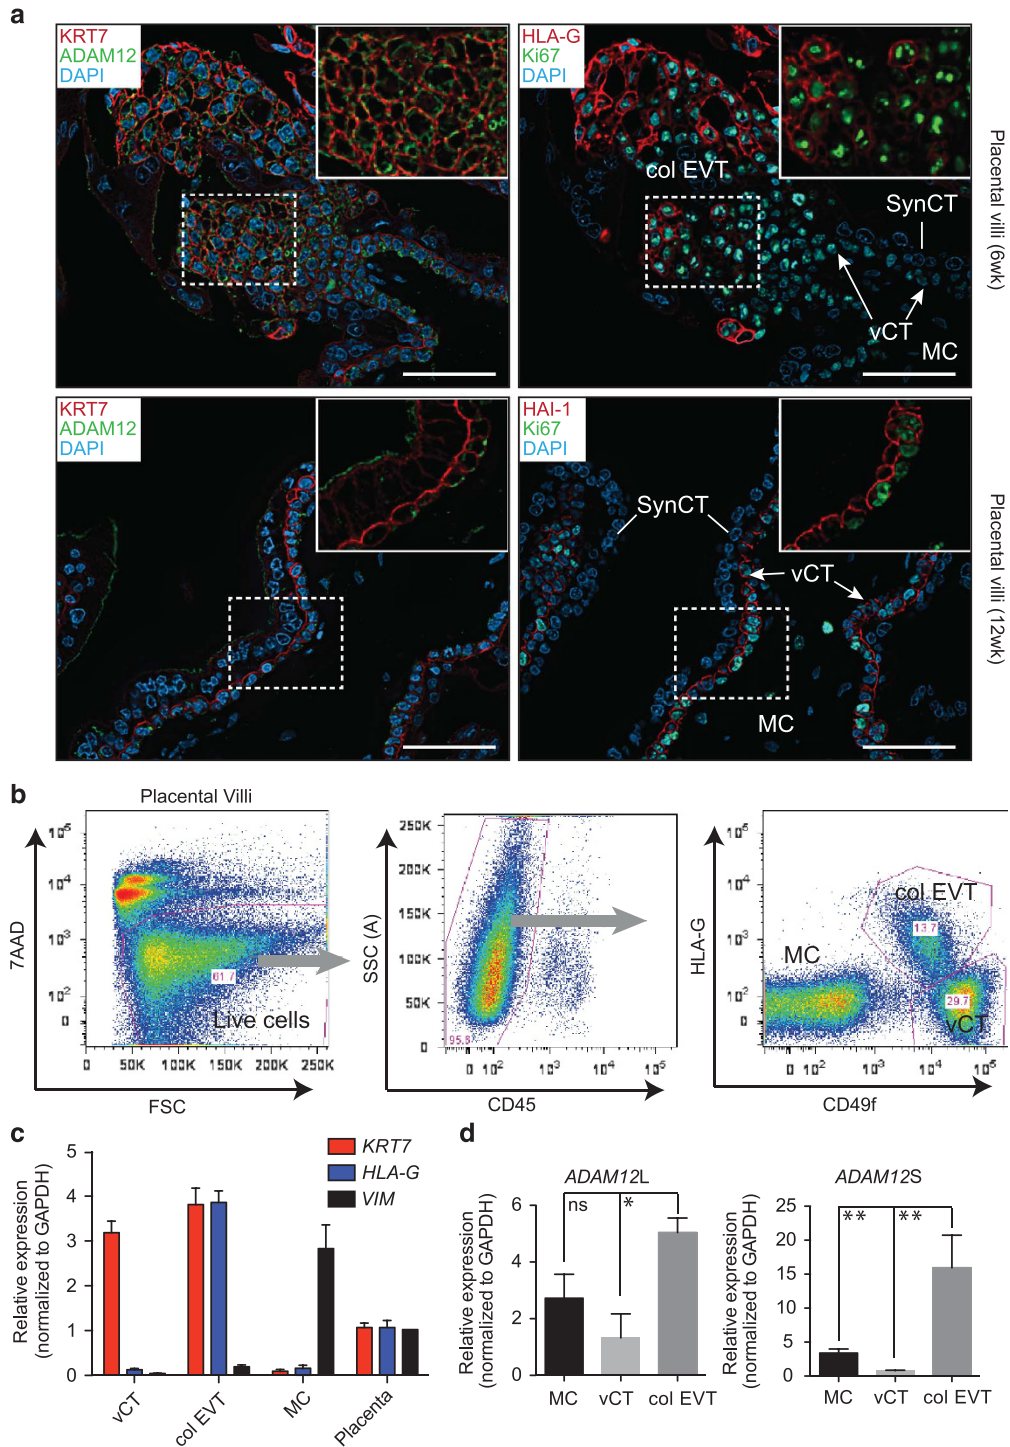 a
KRT7
ADAM12
DAPI
HLA-G
Ki67
DAPI
col EVT
SynCT
vCT
MC
Placental villi (6wk)
KRT7
ADAM12
DAPI
HAI-1
Ki67
DAPI
SynCT
vCT
MC
Placental villi (12wk)
b
Placental Villi
7AAD
10^5
10^4
10^3
10^2
0
61.7
Live cells
0 50K 100K 150K 200K 250K
FSC
SSC (A)
250K
200K
150K
100K
50K
0
95.5
0 10^2 10^3 10^4 10^5
CD45
HLA-G
10^5
10^4
10^3
10^2
0
col EVT
13.7
MC
29.7
vCT
0 10^2 10^3 10^4 10^5
CD49f
c
Relative expression
(normalized to GAPDH)
5
4
3
2
1
0
KRT7
HLA-G
VIM
vCT
col EVT
MC
Placenta
d
ADAM12L
Relative expression
(normalized to GAPDH)
6
4
2
0
ns
*
MC vCT col EVT
ADAM12S
Relative expression
(normalized to GAPDH)
25
20
15
10
5
0
** **
MC vCT col EVT